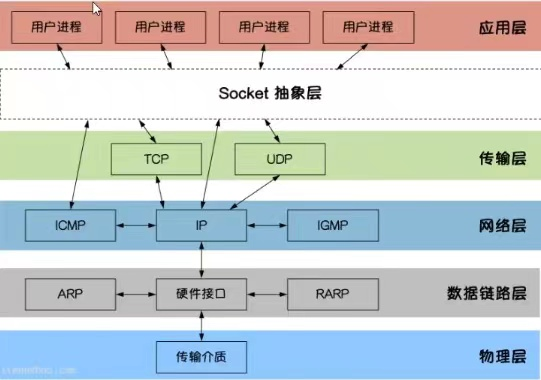 用户进程 用户进程 用户进程 用户进程 应用层
Socket 抽象层
TCP UDP 传输层
ICMP IP IGMP 网络层
ARP 硬件接口 RARP 数据链路层
传输介质 物理层